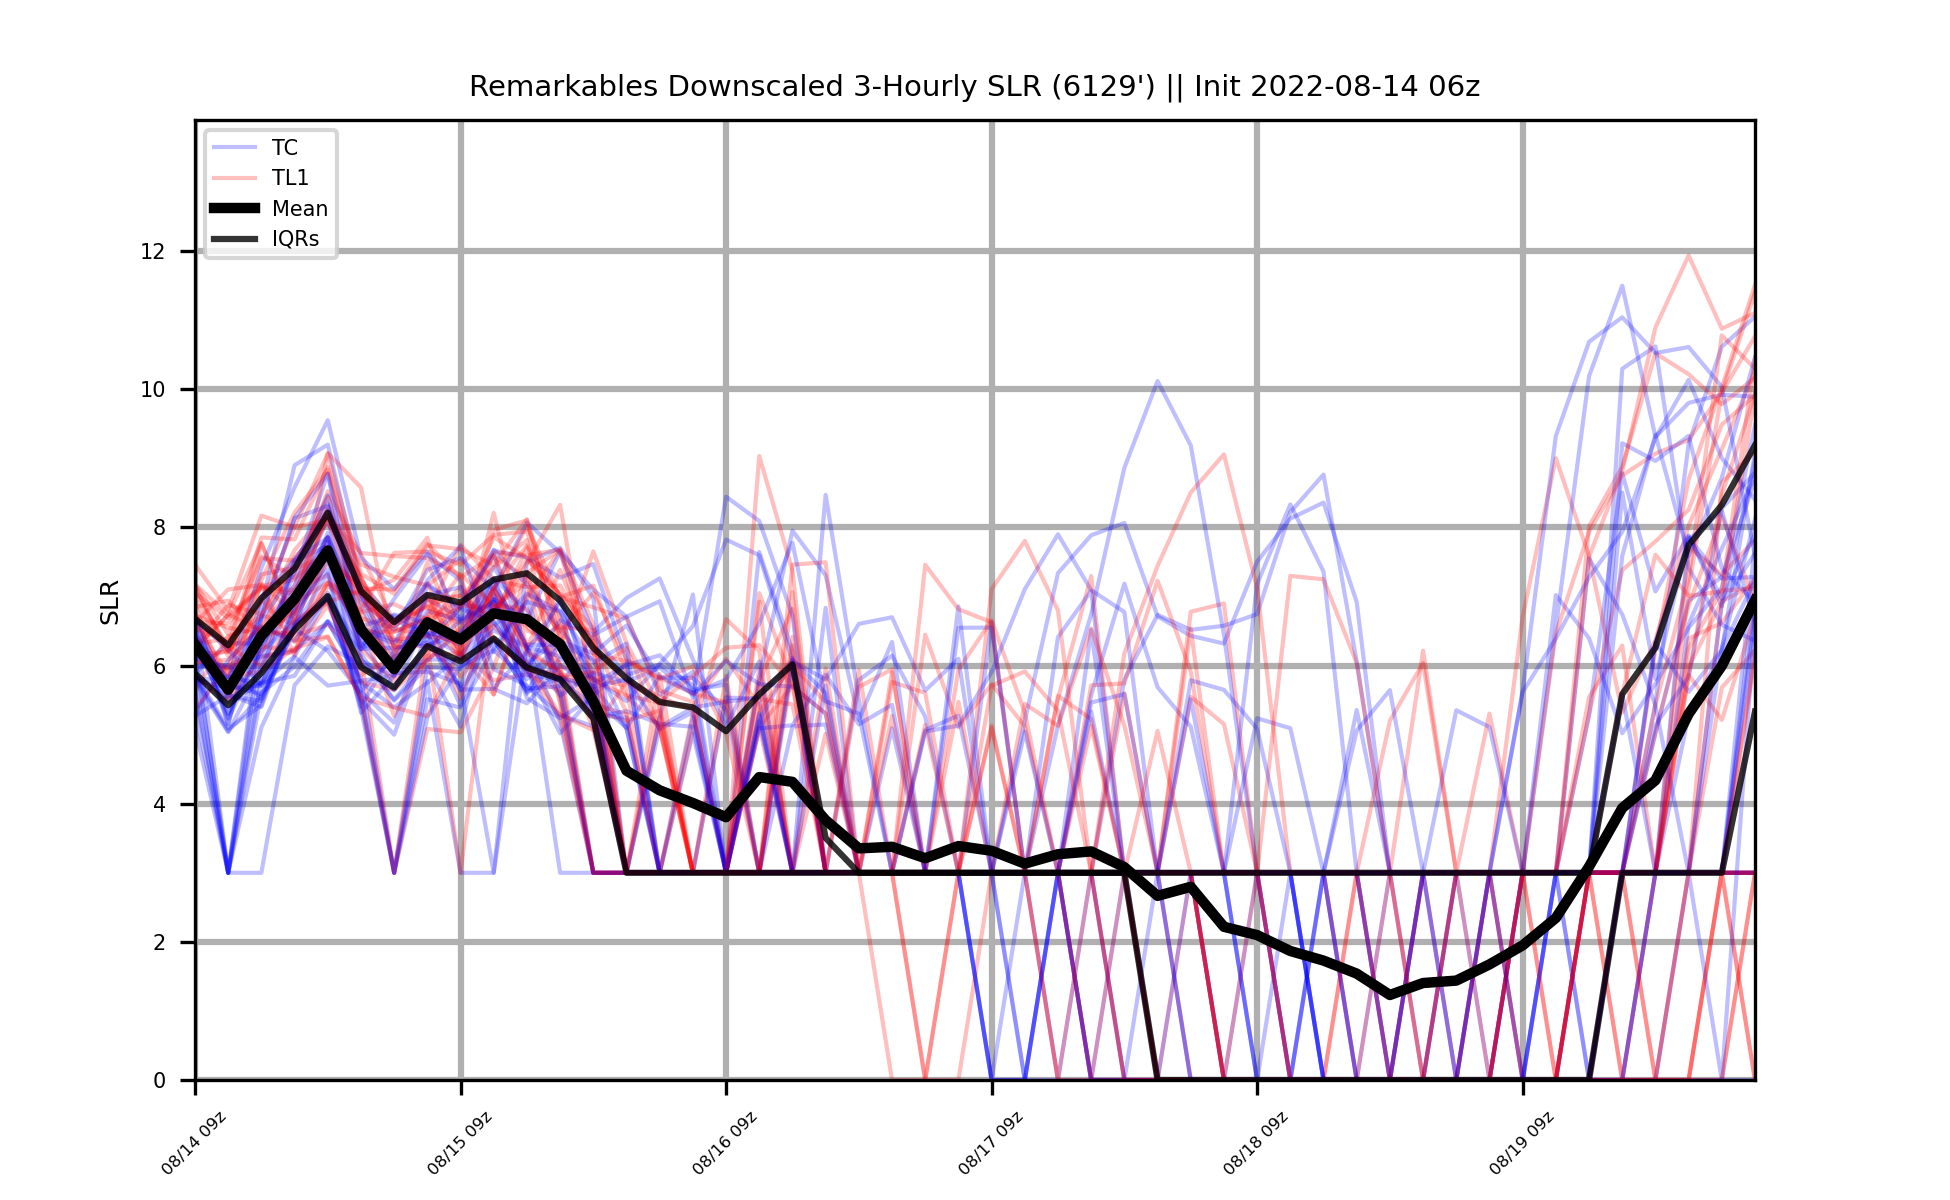 Remarkables Downscaled 3-Hourly SLR (6129') || Init 2022-08-14 06z
TC
TL1
Mean
IQRs
SLR
12
10
8
6
4
2
0
08/14 09z
08/15 09z
08/16 09z
08/17 09z
08/18 09z
08/19 09z